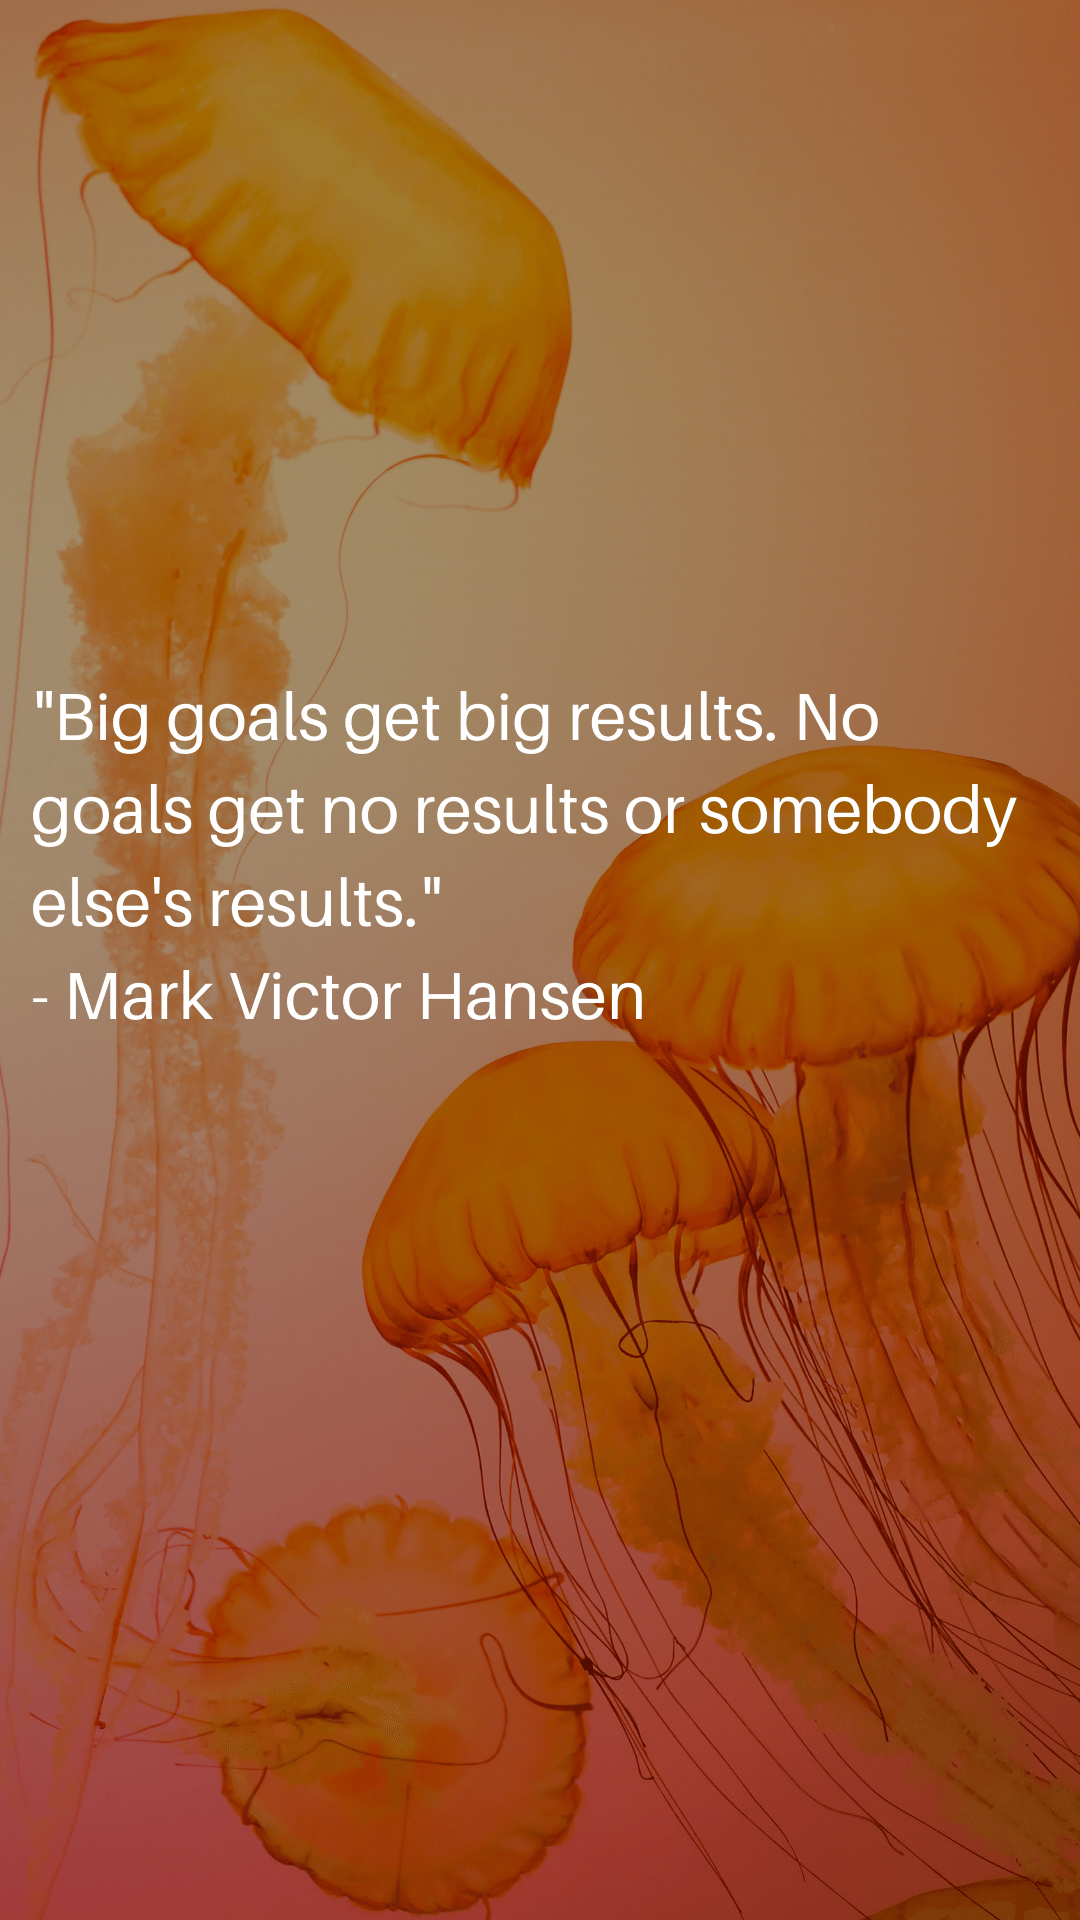 "Big goals get big results. No
goals get no results or somebody
else's results."
- Mark Victor Hansen